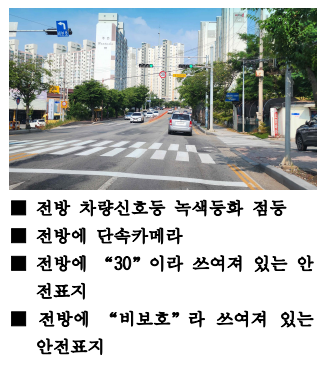 ■ 전방 차량신호등 녹색등화 점등
■ 전방에 단속카메라
■ 전방에 “30”이라 쓰여져 있는 안
전표지
■ 전방에 “비보호”라 쓰여져 있는
안전표지